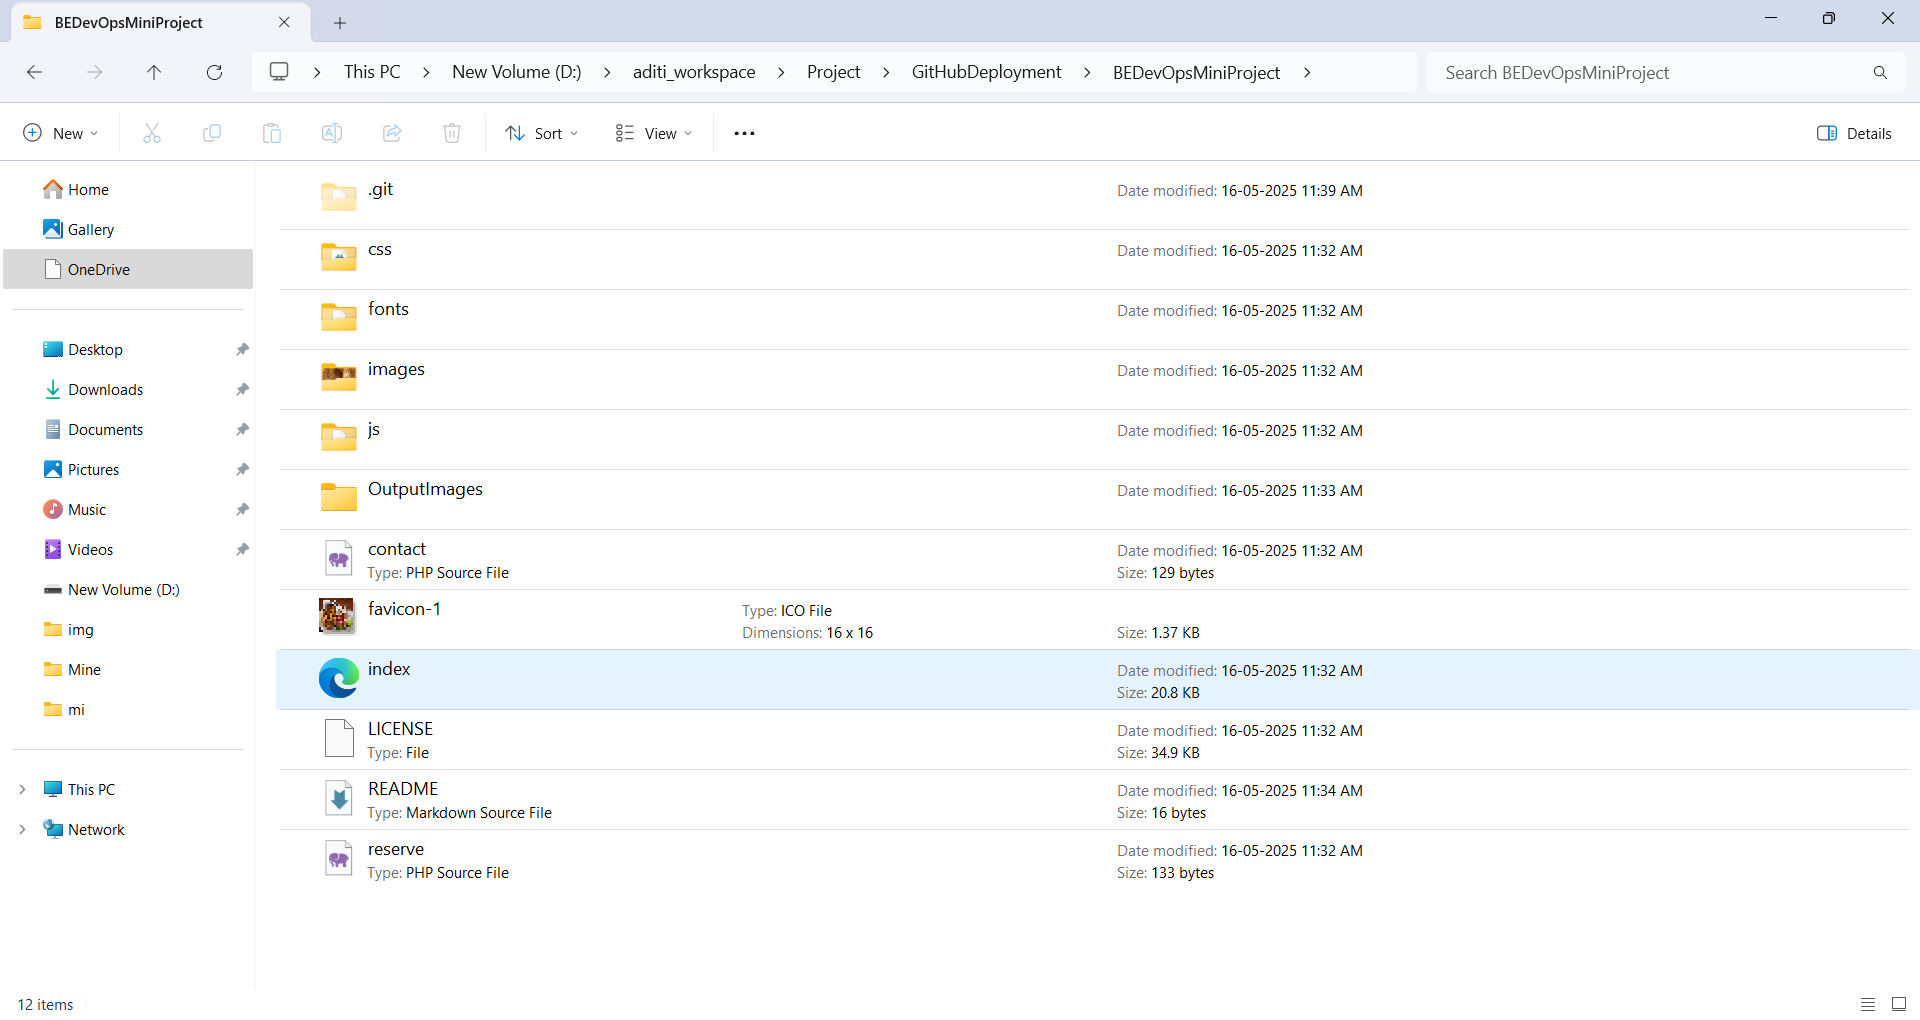 BEDevOpsMiniProject
This PC
New Volume (D:)
aditi_workspace
Project
GitHubDeployment
BEDevOpsMiniProject
Search BEDevOpsMiniProject
New
Sort
View
Details
Home
Gallery
OneDrive
Desktop
Downloads
Documents
Pictures
Music
Videos
New Volume (D:)
img
Mine
mi
This PC
Network
.git
Date modified: 16-05-2025 11:39 AM
css
Date modified: 16-05-2025 11:32 AM
fonts
Date modified: 16-05-2025 11:32 AM
images
Date modified: 16-05-2025 11:32 AM
js
Date modified: 16-05-2025 11:32 AM
OutputImages
Date modified: 16-05-2025 11:33 AM
contact
Date modified: 16-05-2025 11:32 AM
Type: PHP Source File
Size: 129 bytes
favicon-1
Type: ICO File
Dimensions: 16 x 16
Size: 1.37 KB
index
Date modified: 16-05-2025 11:32 AM
Size: 20.8 KB
LICENSE
Date modified: 16-05-2025 11:32 AM
Type: File
Size: 34.9 KB
README
Date modified: 16-05-2025 11:34 AM
Type: Markdown Source File
Size: 16 bytes
reserve
Date modified: 16-05-2025 11:32 AM
Type: PHP Source File
Size: 133 bytes
12 items